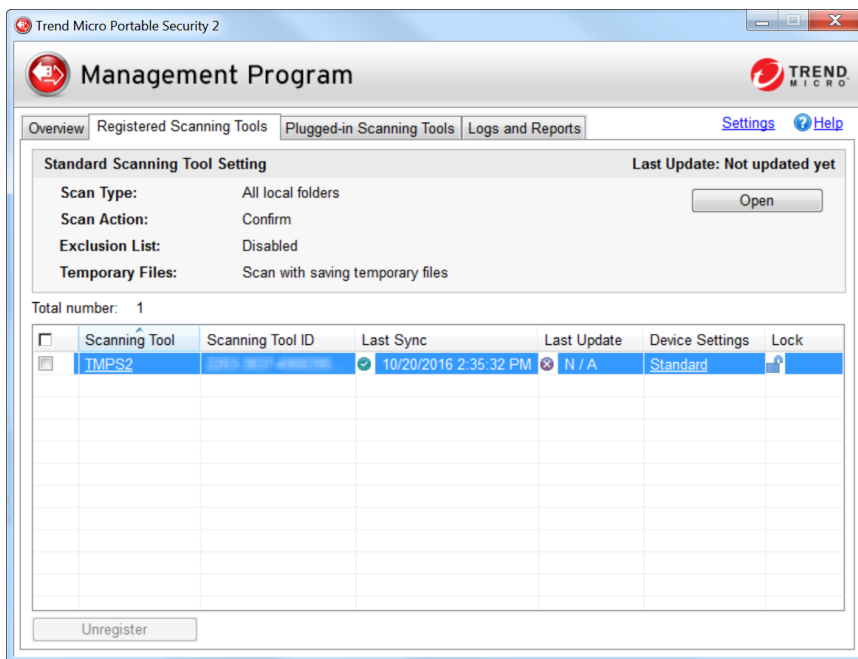 Trend Micro Portable Security 2
Management Program
TREND
MICRO
Overview
Registered Scanning Tools
Plugged-in Scanning Tools
Logs and Reports
Settings
Help
Standard Scanning Tool Setting
Last Update: Not updated yet
Scan Type: All local folders
Open
Scan Action: Confirm
Exclusion List: Disabled
Temporary Files: Scan with saving temporary files
Total number: 1
Scanning Tool Scanning Tool ID Last Sync Last Update Device Settings Lock
TMPS2 10/20/2016 2:35:32 PM N / A Standard
Unregister